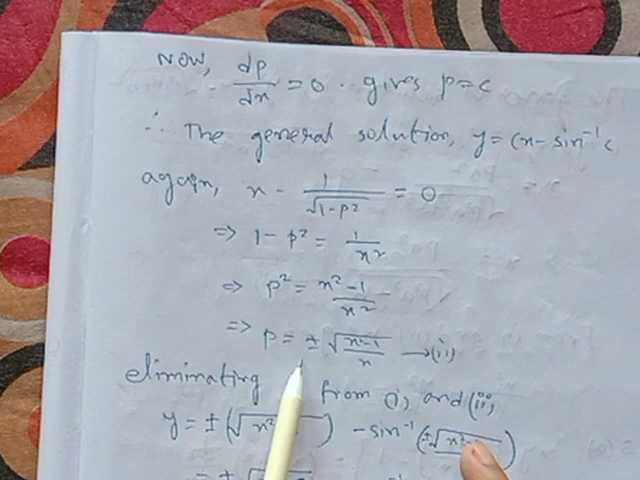 Now, dp/dx = 0 . gives p=c
∴ The general solution, y = cx - sin⁻¹ c
again, x - 1/√(1-p²) = 0
=> 1 - p² = 1/x²
=> p² = (x²-1)/x²
=> p = ± √(x²-1)/x →(ii)
eliminating from (i) and (ii)
y = ± (√x² ) - sin⁻¹ (±√x²
= ±